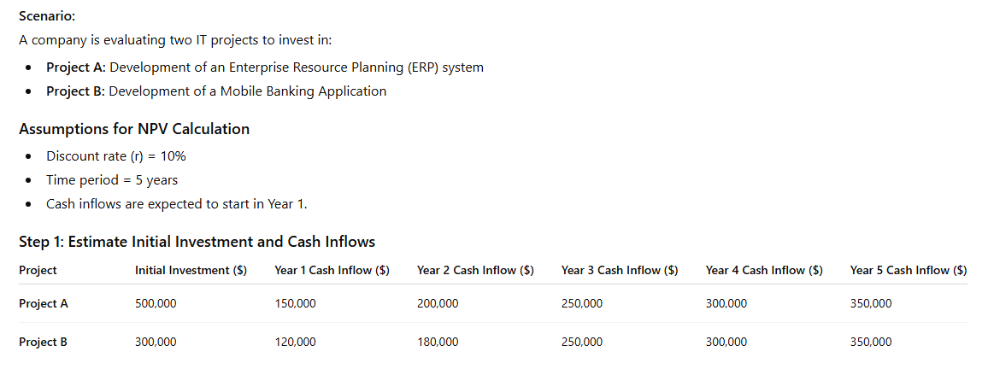 Scenario:
A company is evaluating two IT projects to invest in:
• Project A: Development of an Enterprise Resource Planning (ERP) system
• Project B: Development of a Mobile Banking Application
Assumptions for NPV Calculation
• Discount rate (r) = 10%
• Time period = 5 years
• Cash inflows are expected to start in Year 1.
Step 1: Estimate Initial Investment and Cash Inflows
Project Initial Investment ($) Year 1 Cash Inflow ($) Year 2 Cash Inflow ($) Year 3 Cash Inflow ($) Year 4 Cash Inflow ($) Year 5 Cash Inflow ($)
Project A 500,000 150,000 200,000 250,000 300,000 350,000
Project B 300,000 120,000 180,000 250,000 300,000 350,000